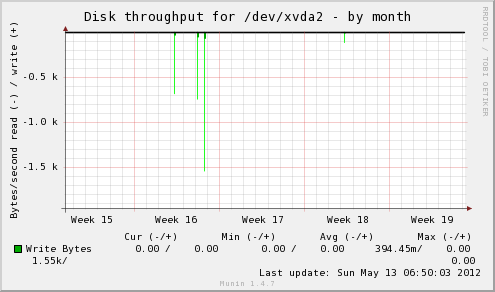 Disk throughput for /dev/xvda2 - by month
RRDTOOL / TOBI OETIKER
Bytes/second read (-) / write (+)
-0.5 k
-1.0 k
-1.5 k
Week 15 Week 16 Week 17 Week 18 Week 19
Cur (-/+) Min (-/+) Avg (-/+) Max (-/+)
Write Bytes 0.00 / 0.00 0.00 / 0.00 394.45m/ 0.00
1.55k/ 0.00
Last update: Sun May 13 06:50:03 2012
Munin 1.4.7